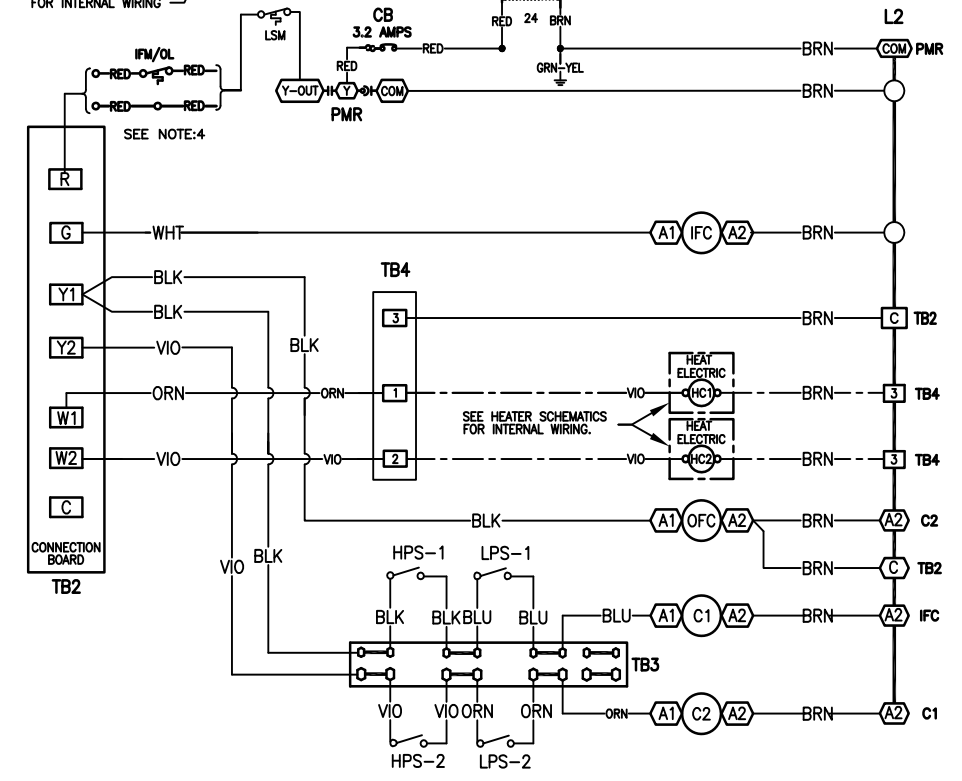 FOR INTERNAL WIRING
LSM
CB
3.2 AMPS
RED
RED
RED 24 BRN
GRN-YEL
L2
BRN
COM PMR
IFM/OL
RED RED
RED RED
SEE NOTE:4
Y-OUT Y COM
PMR
BRN
R
G WHT A1 IFC A2 BRN
Y1 BLK
BLK
BLK
TB4
3 BRN C TB2
Y2 VIO
HEAT
ELECTRIC
W1 ORN ORN 1 VIO HC1 BRN 3 TB4
SEE HEATER SCHEMATICS
FOR INTERNAL WIRING.
HEAT
ELECTRIC
W2 VIO VIO 2 VIO HC2 BRN 3 TB4
C
BLK A1 OFC A2 BRN A2 C2
CONNECTION
BOARD
TB2
VIO BLK
BRN C TB2
HPS-1 LPS-1
BLK BLK BLU BLU
BLU A1 C1 A2 BRN A2 IFC
TB3
VIO VIO ORN ORN
ORN A1 C2 A2 BRN A2 C1
HPS-2 LPS-2